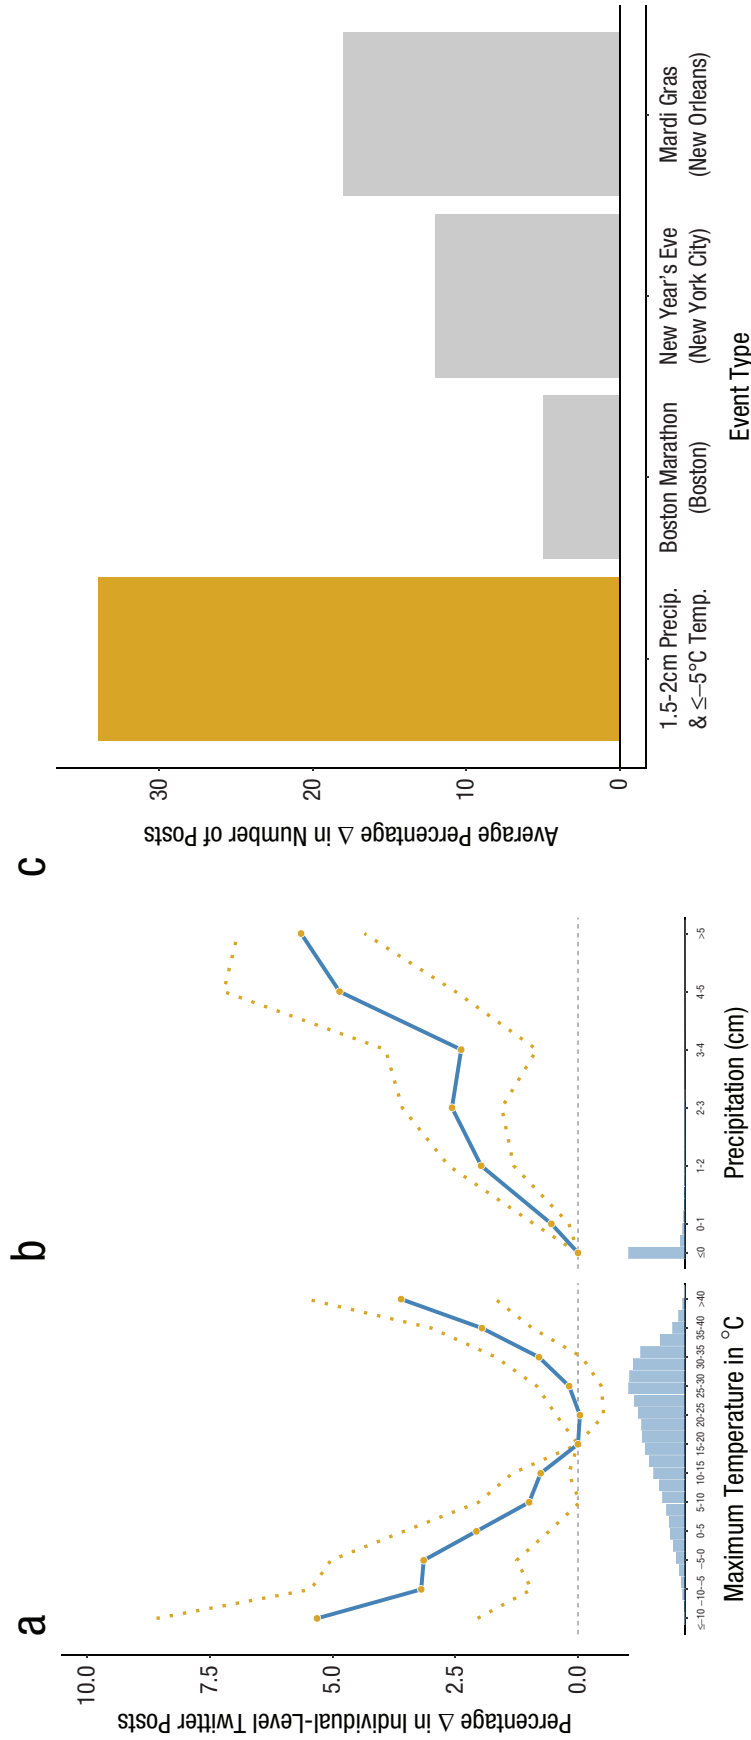 a
Percentage Δ in Individual-Level Twitter Posts
10.0
7.5
5.0
2.5
0.0
≤-10
-10--5
-5-0
0-5
5-10
10-15
15-20
20-25
25-30
30-35
35-40
>40
Maximum Temperature in °C
b
≤0
0-1
1-2
2-3
3-4
4-5
>5
Precipitation (cm)
c
Average Percentage Δ in Number of Posts
30
20
10
0
1.5-2cm Precip.
& ≤−5°C Temp.
Boston Marathon
(Boston)
New Year's Eve
(New York City)
Mardi Gras
(New Orleans)
Event Type